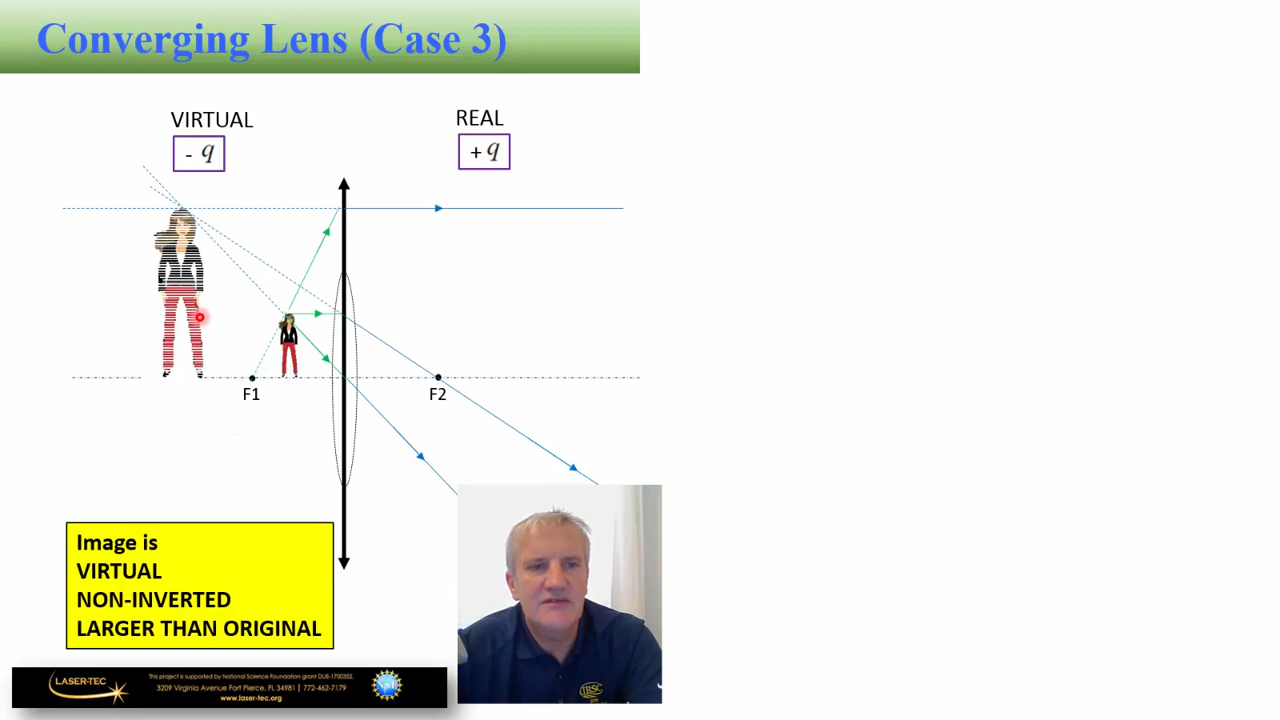 Converging Lens (Case 3)
VIRTUAL
- q
REAL
+ q
F1
F2
Image is
VIRTUAL
NON-INVERTED
LARGER THAN ORIGINAL
LASER-TEC
This project is supported by National Science Foundation grant DUE-1700352.
3209 Virginia Avenue Fort Pierce, FL 34981 | 772-462-7179
www.laser-tec.org
NSF
IRSC